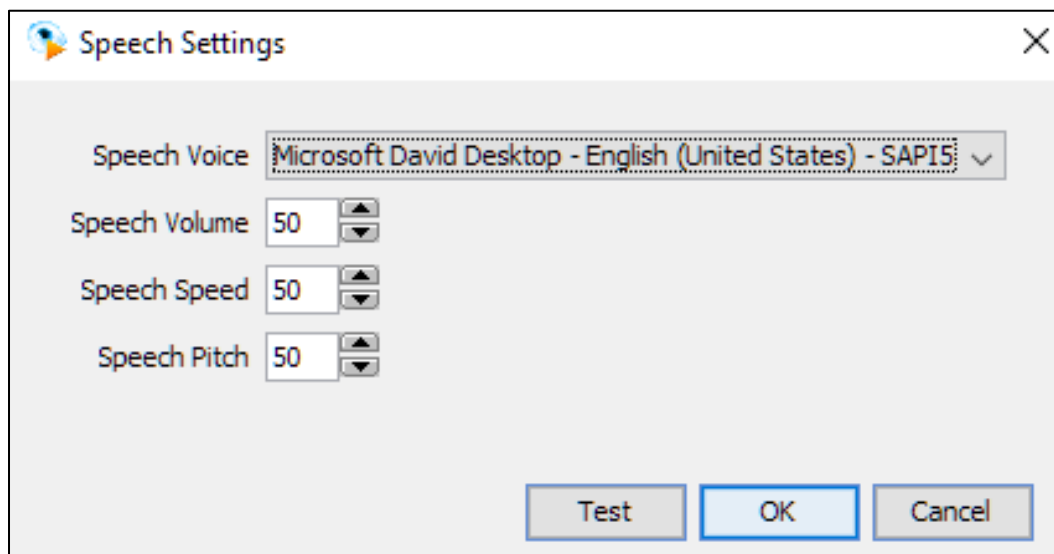 Speech Settings
Speech Voice Microsoft David Desktop - English (United States) - SAPI5
Speech Volume 50
Speech Speed 50
Speech Pitch 50
Test OK Cancel